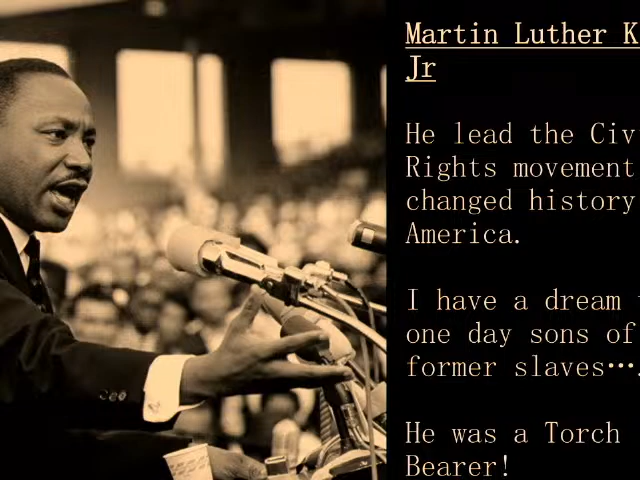 Martin Luther K
Jr
He lead the Civ
Rights movement
changed history
America.
I have a dream
one day sons of
former slaves….
He was a Torch
Bearer!